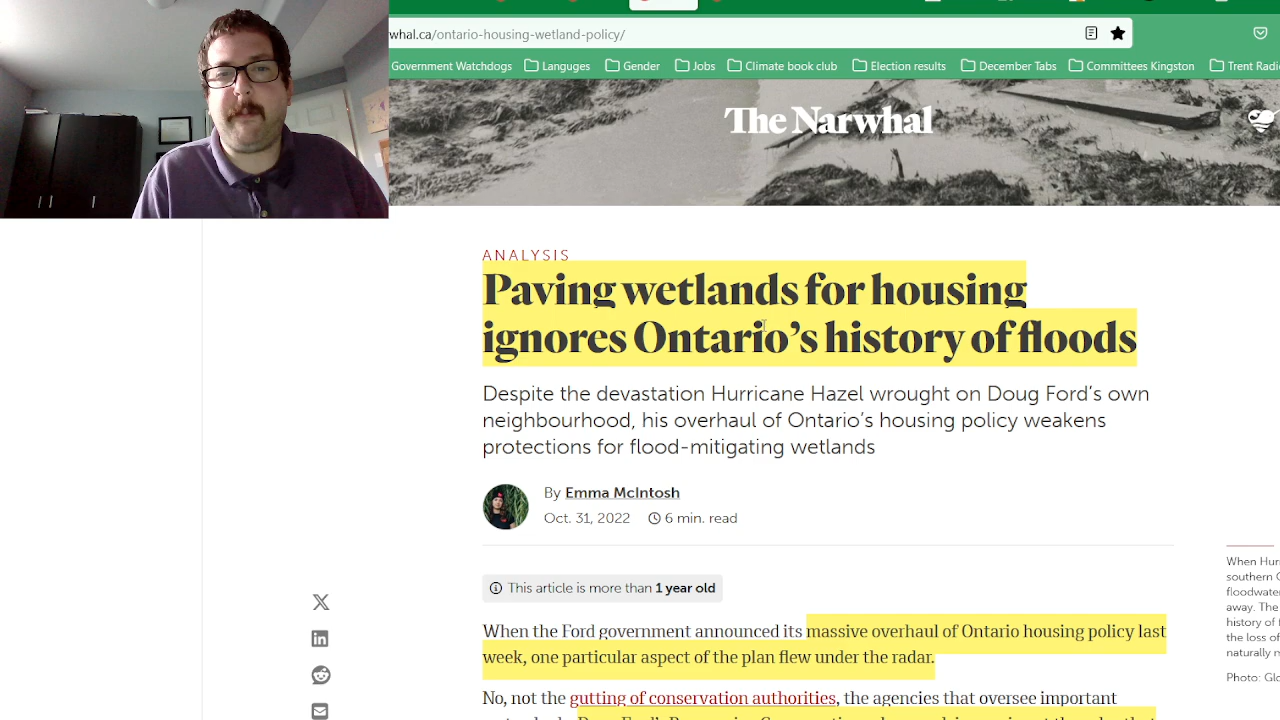 whal.ca/ontario-housing-wetland-policy/
Government Watchdogs Languges Gender Jobs Climate book club Election results December Tabs Committees Kingston Trent Radi
The Narwhal
ANALYSIS
Paving wetlands for housing
ignores Ontario's history of floods
Despite the devastation Hurricane Hazel wrought on Doug Ford's own
neighbourhood, his overhaul of Ontario's housing policy weakens
protections for flood-mitigating wetlands
By Emma McIntosh
Oct. 31, 2022 6 min. read
This article is more than 1 year old
When Hur
southern O
floodwate
away. The
history of f
the loss of
naturally m
Photo: Glo
When the Ford government announced its massive overhaul of Ontario housing policy last
week, one particular aspect of the plan flew under the radar.
No, not the gutting of conservation authorities, the agencies that oversee important